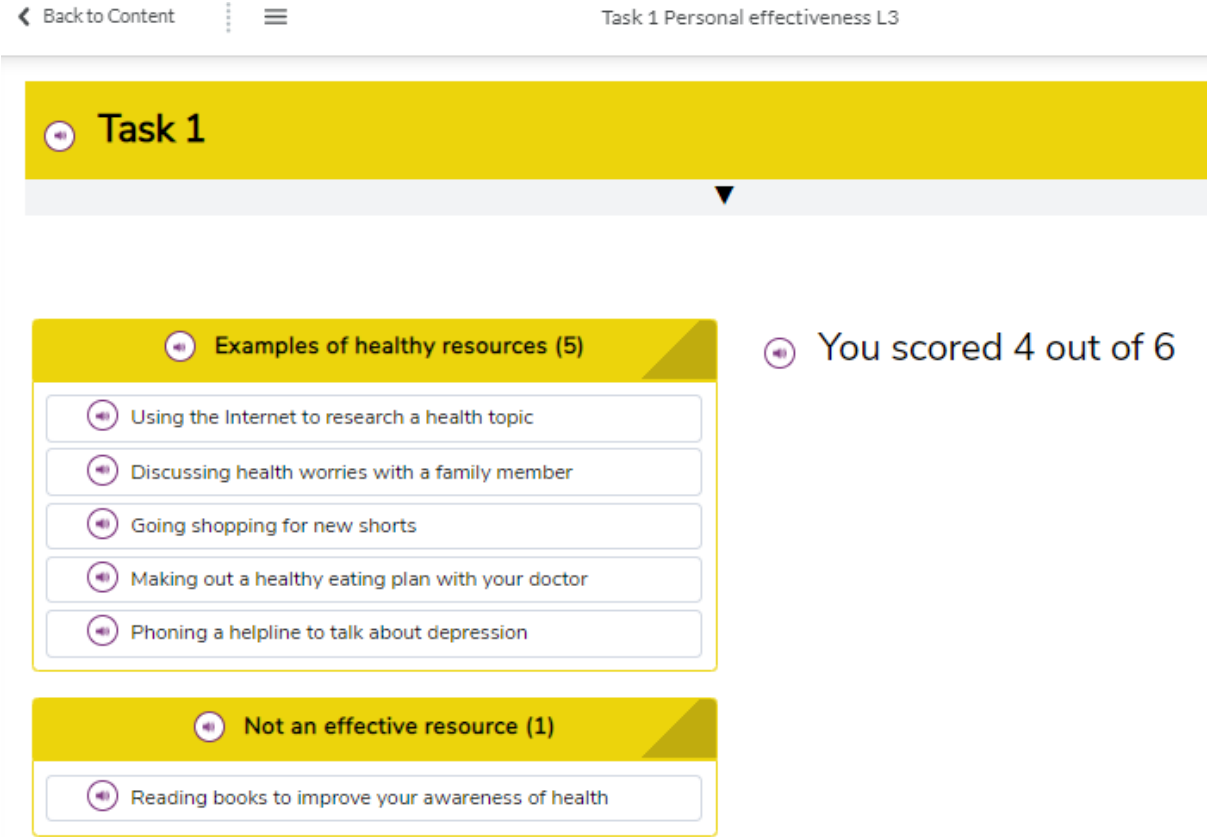 Back to Content
Task 1 Personal effectiveness L3
Task 1
Examples of healthy resources (5)
Using the Internet to research a health topic
Discussing health worries with a family member
Going shopping for new shorts
Making out a healthy eating plan with your doctor
Phoning a helpline to talk about depression
You scored 4 out of 6
Not an effective resource (1)
Reading books to improve your awareness of health